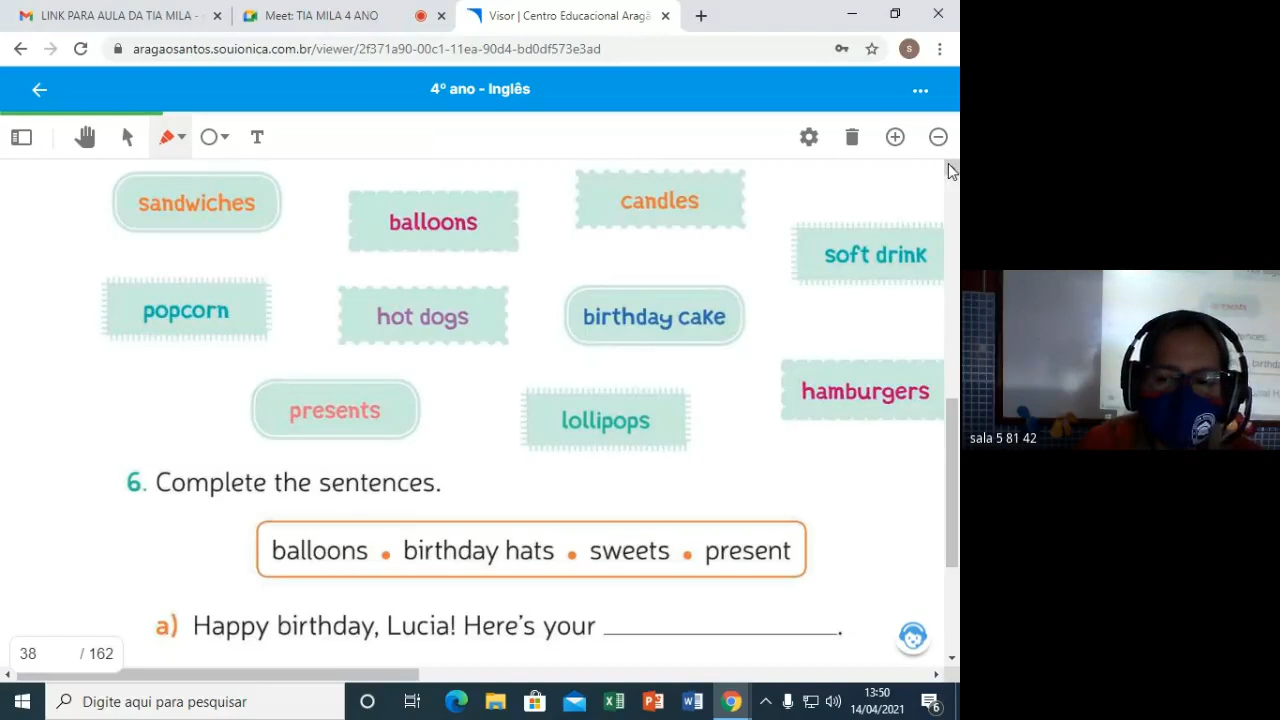 LINK PARA AULA DA TIA MILA -
Meet: TIA MILA 4 ANO
Visor | Centro Educacional Aragã
aragaosantos.souionica.com.br/viewer/2f371a90-00c1-11ea-90d4-bd0df573e3ad
S
4º ano - Inglês
T
sandwiches
balloons
candles
soft drink
popcorn
hot dogs
birthday cake
presents
lollipops
hamburgers
6. Complete the sentences.
balloons • birthday hats • sweets • present
a) Happy birthday, Lucia! Here's your ____________________.
38 / 162
sala 5 81 42
Digite aqui para pesquisar
13:50
14/04/2021
6